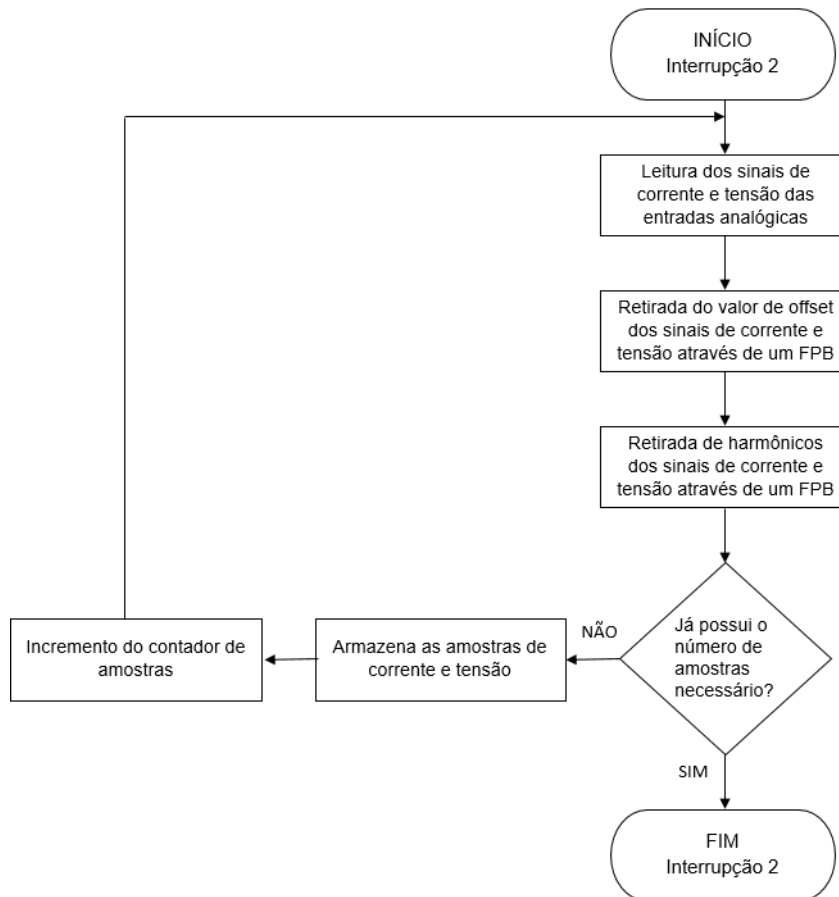 INÍCIO
Interrupção 2
Leitura dos sinais de
corrente e tensão das
entradas analógicas
Retirada do valor de offset
dos sinais de corrente e
tensão através de um FPB
Retirada de harmônicos
dos sinais de corrente e
tensão através de um FPB
Já possui o
número de
amostras
necessário?
NÃO
Armazena as amostras de
corrente e tensão
Incremento do contador de
amostras
SIM
FIM
Interrupção 2